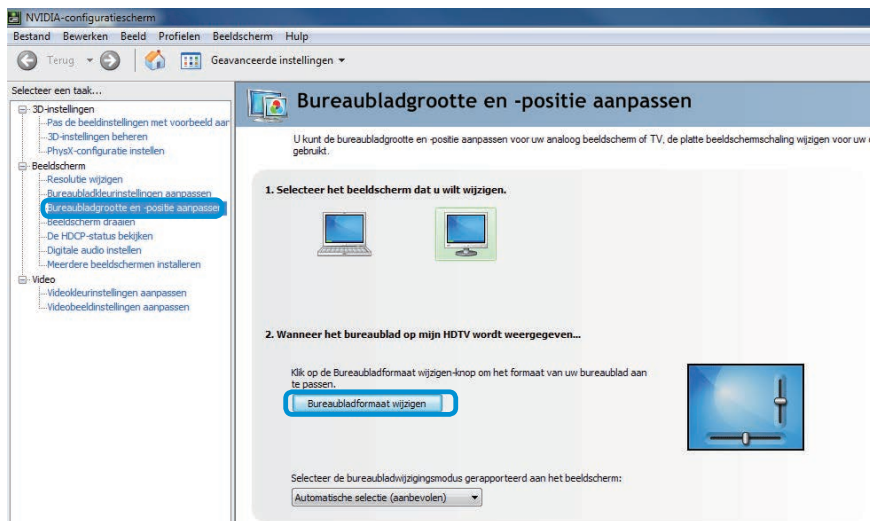 NVIDIA-configuratiescherm
Bestand Bewerken Beeld Profielen Beeldscherm Hulp
Terug Geavanceerde instellingen
Selecteer een taak...
3D-instellingen
Pas de beeldinstellingen met voorbeeld aan
3D-instellingen beheren
PhysX-configuratie instellen
Beeldscherm
Resolutie wijzigen
Bureaubladkleurinstellingen aanpassen
Bureaubladgrootte en -positie aanpassen
Beeldscherm draaien
De HDCP-status bekijken
Digitale audio instellen
Meerdere beeldschermen installeren
Video
Videokleurinstellingen aanpassen
Videobeeldinstellingen aanpassen
Bureaubladgrootte en -positie aanpassen
U kunt de bureaubladgrootte en -positie aanpassen voor uw analoog beeldscherm of TV, de platte beeldschermschaling wijzigen voor uw
gebruikt.
1. Selecteer het beeldscherm dat u wilt wijzigen.
2. Wanneer het bureaublad op mijn HDTV wordt weergegeven...
Klik op de Bureaubladformaat wijzigen-knop om het formaat van uw bureaublad aan
te passen.
Bureaubladformaat wijzigen
Selecteer de bureaubladwijzigingsmodus gerapporteerd aan het beeldscherm:
Automatische selectie (aanbevolen)